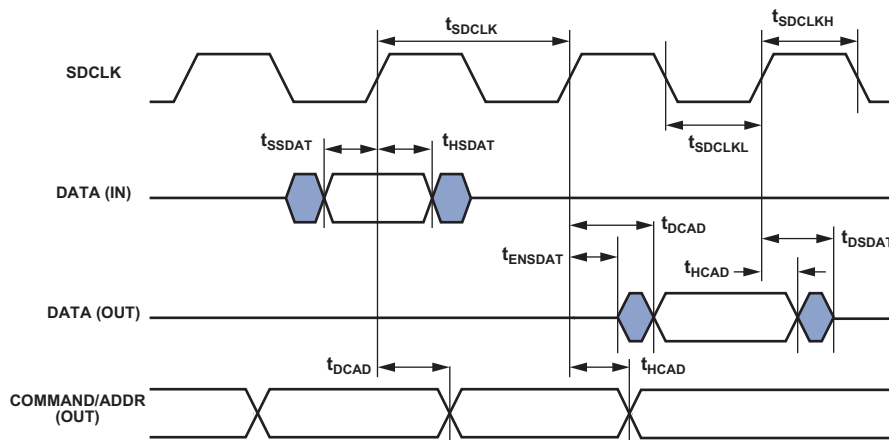 tSDCLK
tSDCLKH
SDCLK
tSSDAT
tHSDAT
tSDCLKL
DATA (IN)
tDCAD
tDSDAT
tENSDAT
tHCAD
DATA (OUT)
tDCAD
tHCAD
COMMAND/ADDR
(OUT)